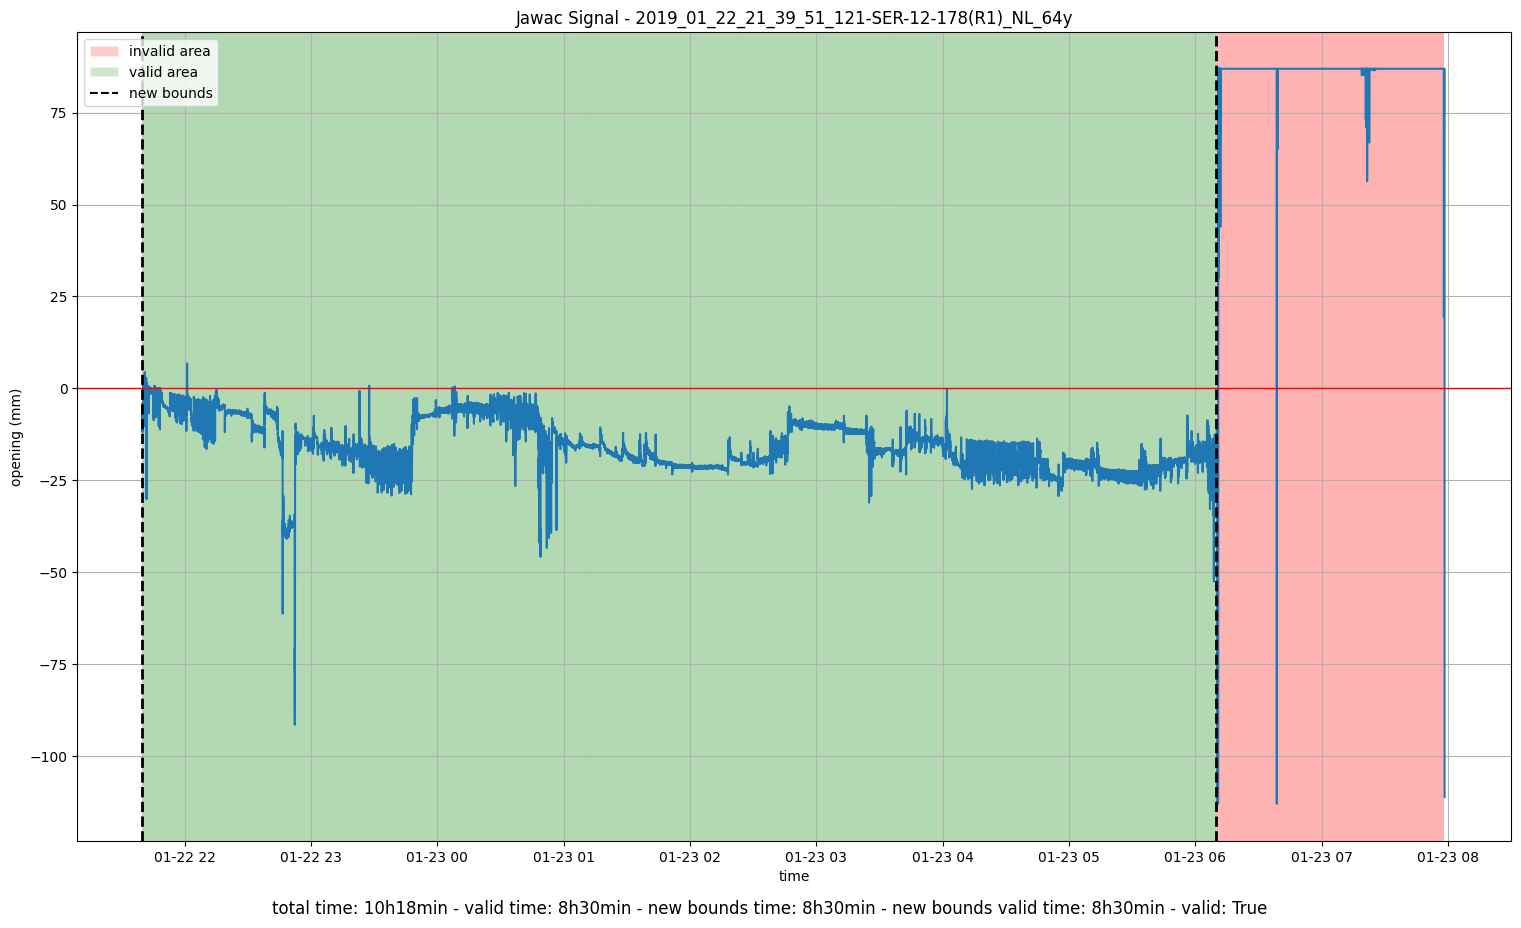 Jawac Signal - 2019_01_22_21_39_51_121-SER-12-178(R1)_NL_64y
invalid area
valid area
new bounds
75
50
25
0
−25
−50
−75
−100
opening (mm)
01-22 22
01-22 23
01-23 00
01-23 01
01-23 02
01-23 03
01-23 04
01-23 05
01-23 06
01-23 07
01-23 08
time
total time: 10h18min - valid time: 8h30min - new bounds time: 8h30min - new bounds valid time: 8h30min - valid: True